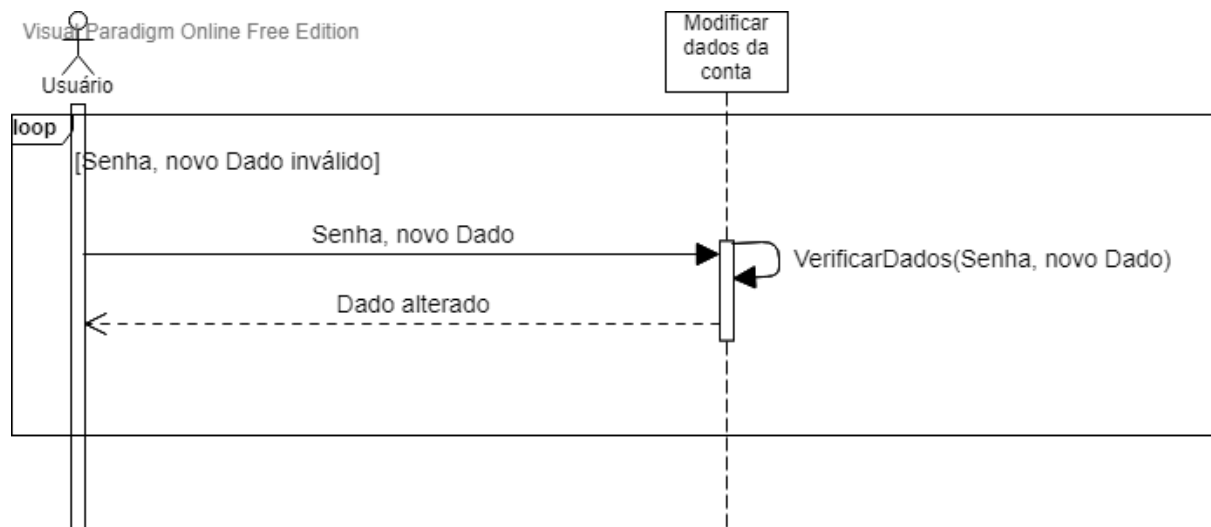 Visual Paradigm Online Free Edition
Usuário
Modificar
dados da
conta
loop
[Senha, novo Dado inválido]
Senha, novo Dado
VerificarDados(Senha, novo Dado)
Dado alterado